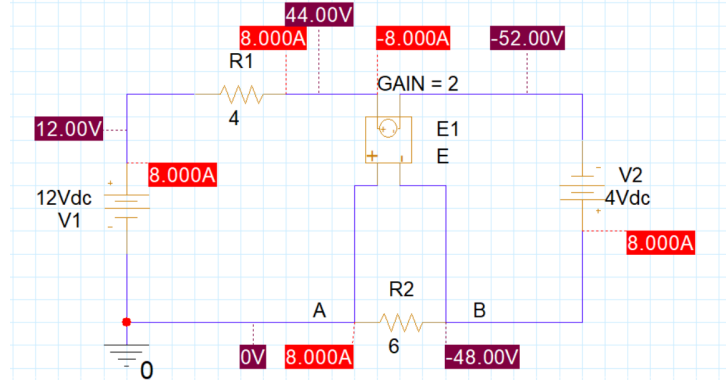 44.00V
8.000A
-8.000A
-52.00V
R1
GAIN = 2
4
12.00V
E1
+ -
E
8.000A
+
-
12Vdc
V1
-
V2
4Vdc
+
8.000A
R2
A
B
6
0V
8.000A
-48.00V
0